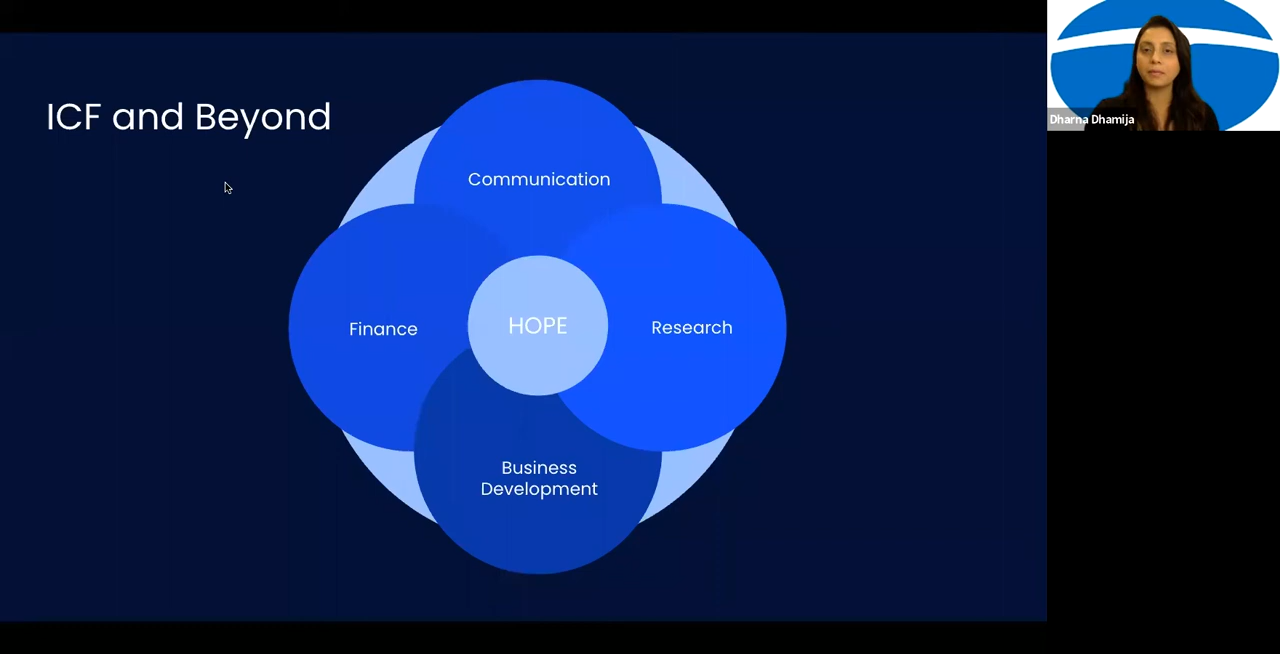 ICF and Beyond
Dharna Dhamija
Communication
Finance
HOPE
Research
Business
Development